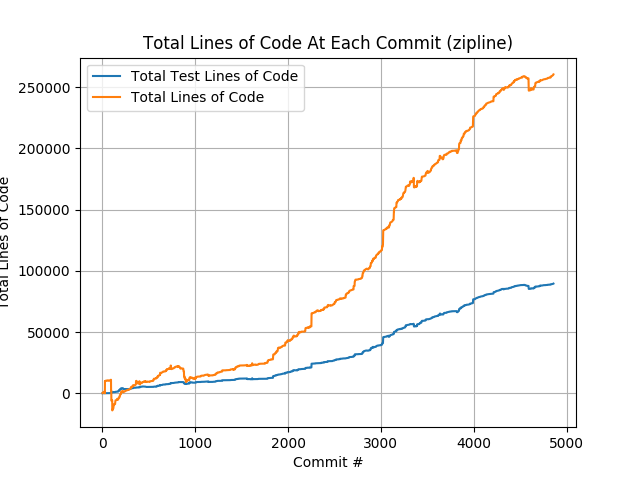 Total Lines of Code At Each Commit (zipline)
Total Test Lines of Code
Total Lines of Code
250000
200000
150000
100000
50000
0
Total Lines of Code
0 1000 2000 3000 4000 5000
Commit #